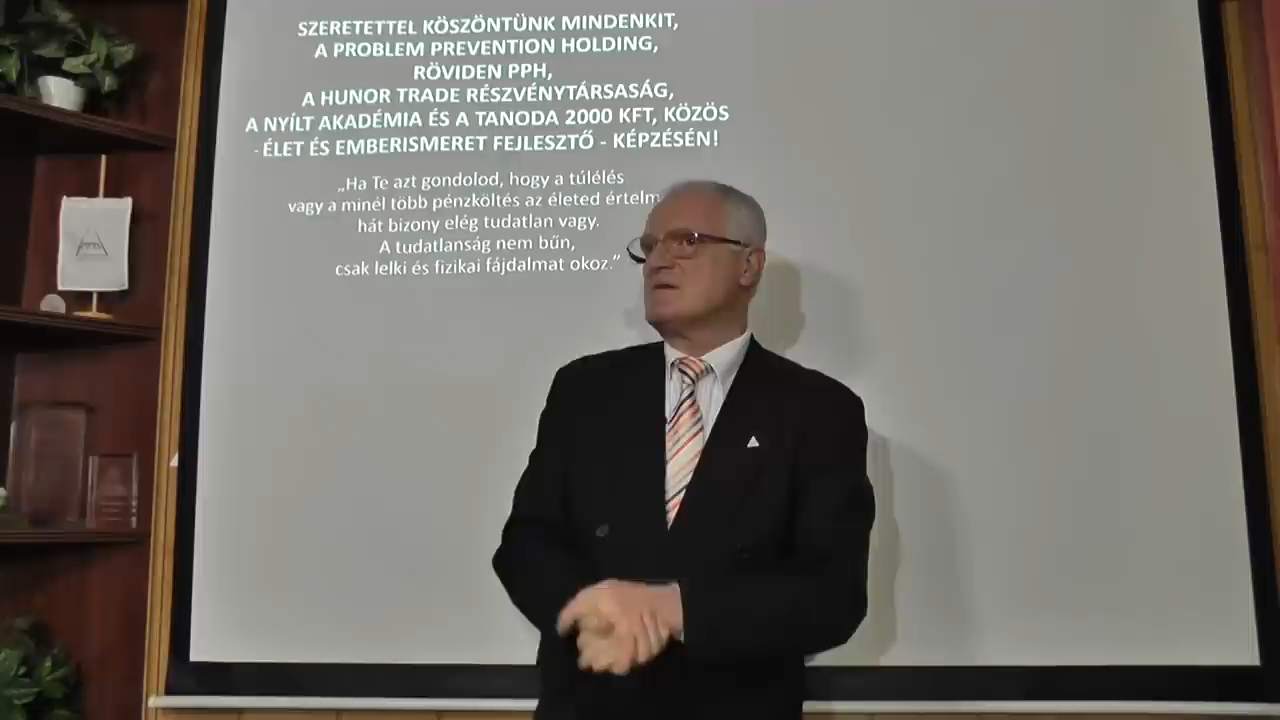 SZERETETTEL KÖSZÖNTÜNK MINDENKIT,
A PROBLEM PREVENTION HOLDING,
RÖVIDEN PPH,
A HUNOR TRADE RÉSZVÉNYTÁRSASÁG,
A NYÍLT AKADÉMIA ÉS A TANODA 2000 KFT, KÖZÖS
- ÉLET ÉS EMBERISMERET FEJLESZTŐ - KÉPZÉSÉN!
„Ha Te azt gondolod, hogy a túlélés
vagy a minél több pénzköltés az életed értelm
hát bizony elég tudatlan vagy.
A tudatlanság nem bűn,
csak lelki és fizikai fájdalmat okoz.”